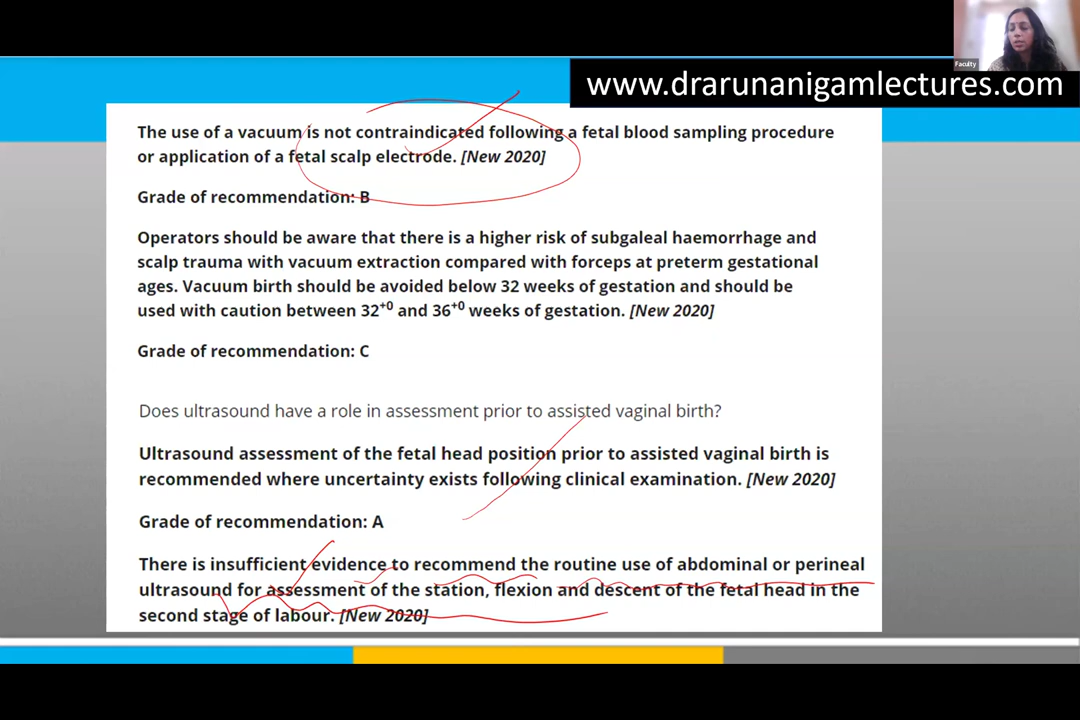 Faculty
www.drarunanigamlectures.com
The use of a vacuum is not contraindicated following a fetal blood sampling procedure
or application of a fetal scalp electrode. [New 2020]
Grade of recommendation: B
Operators should be aware that there is a higher risk of subgaleal haemorrhage and
scalp trauma with vacuum extraction compared with forceps at preterm gestational
ages. Vacuum birth should be avoided below 32 weeks of gestation and should be
used with caution between 32+0 and 36+0 weeks of gestation. [New 2020]
Grade of recommendation: C
Does ultrasound have a role in assessment prior to assisted vaginal birth?
Ultrasound assessment of the fetal head position prior to assisted vaginal birth is
recommended where uncertainty exists following clinical examination. [New 2020]
Grade of recommendation: A
There is insufficient evidence to recommend the routine use of abdominal or perineal
ultrasound for assessment of the station, flexion and descent of the fetal head in the
second stage of labour. [New 2020]